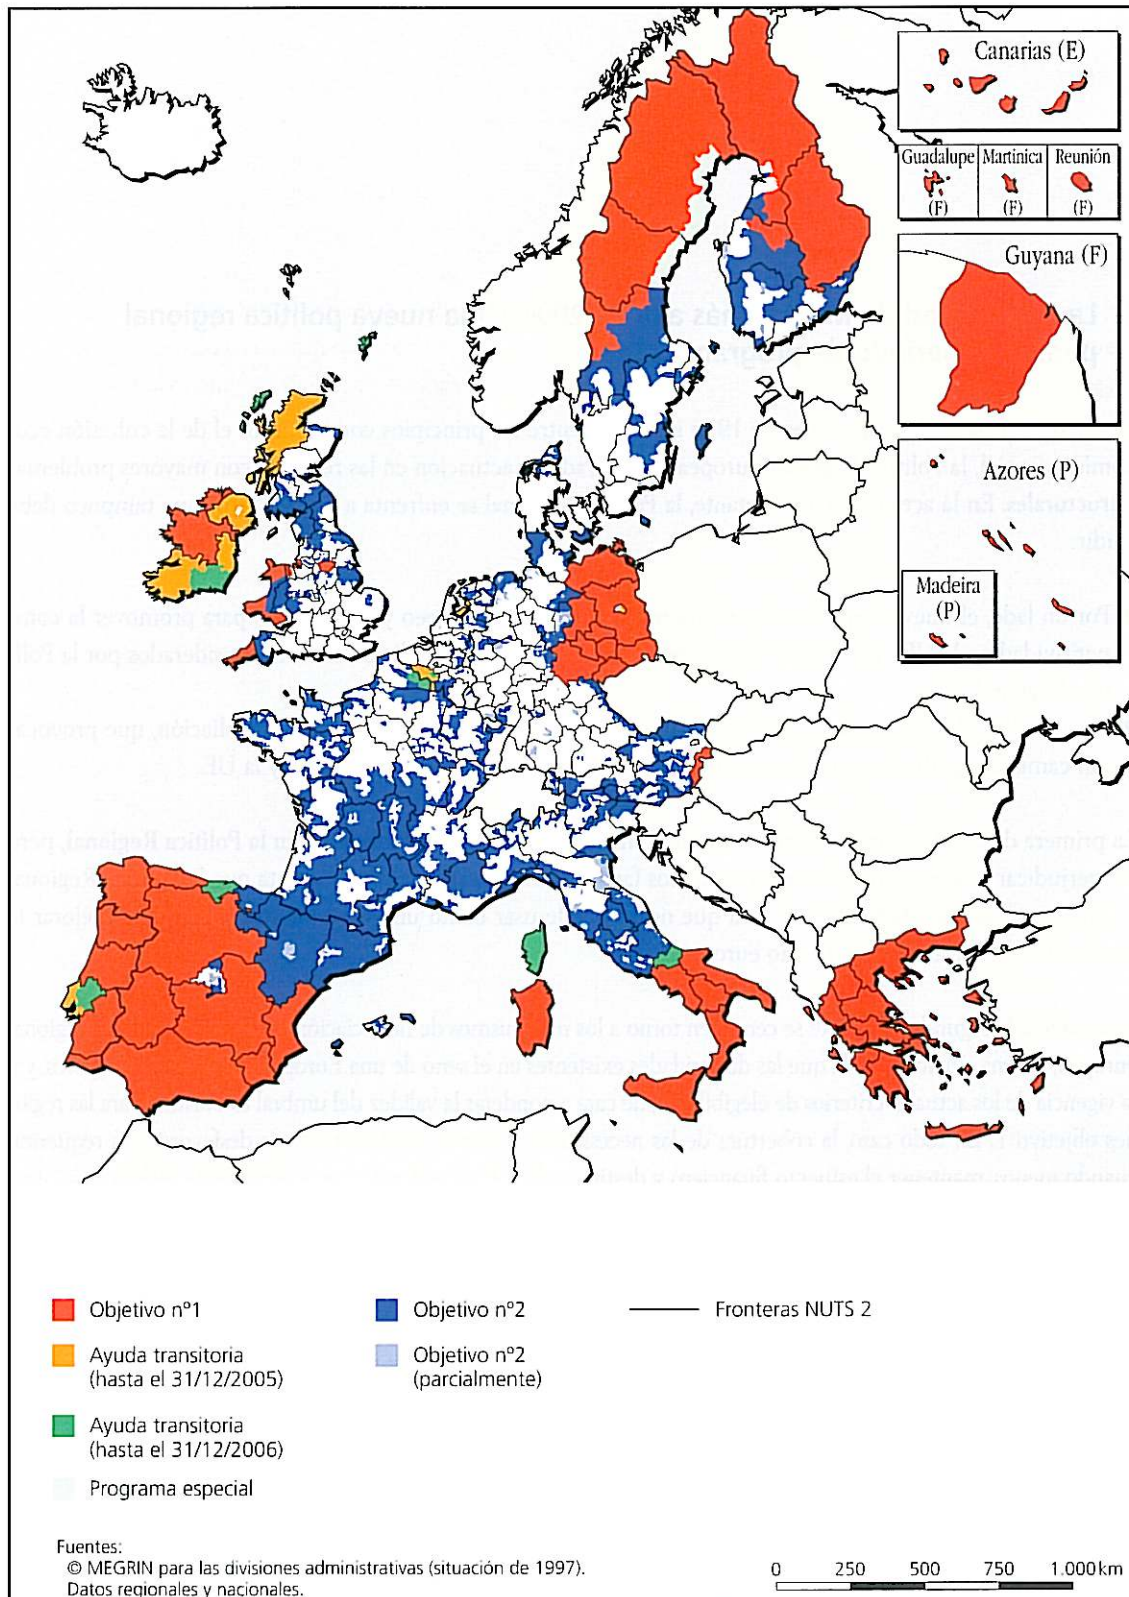 Canarias (E)
Guadalupe
(F)
Martinica
(F)
Reunión
(F)
Guyana (F)
Azores (P)
Madeira
(P)
Objetivo nº1
Ayuda transitoria
(hasta el 31/12/2005)
Ayuda transitoria
(hasta el 31/12/2006)
Programa especial
Objetivo nº2
Objetivo nº2
(parcialmente)
Fronteras NUTS 2
Fuentes:
© MEGRIN para las divisiones administrativas (situación de 1997).
Datos regionales y nacionales.
0 250 500 750 1.000 km